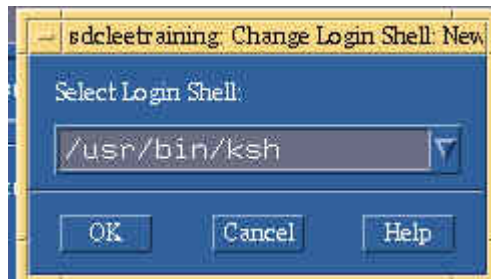 sdcleetraining: Change Login Shell: New
Select Login Shell:
/usr/bin/ksh
OK Cancel Help